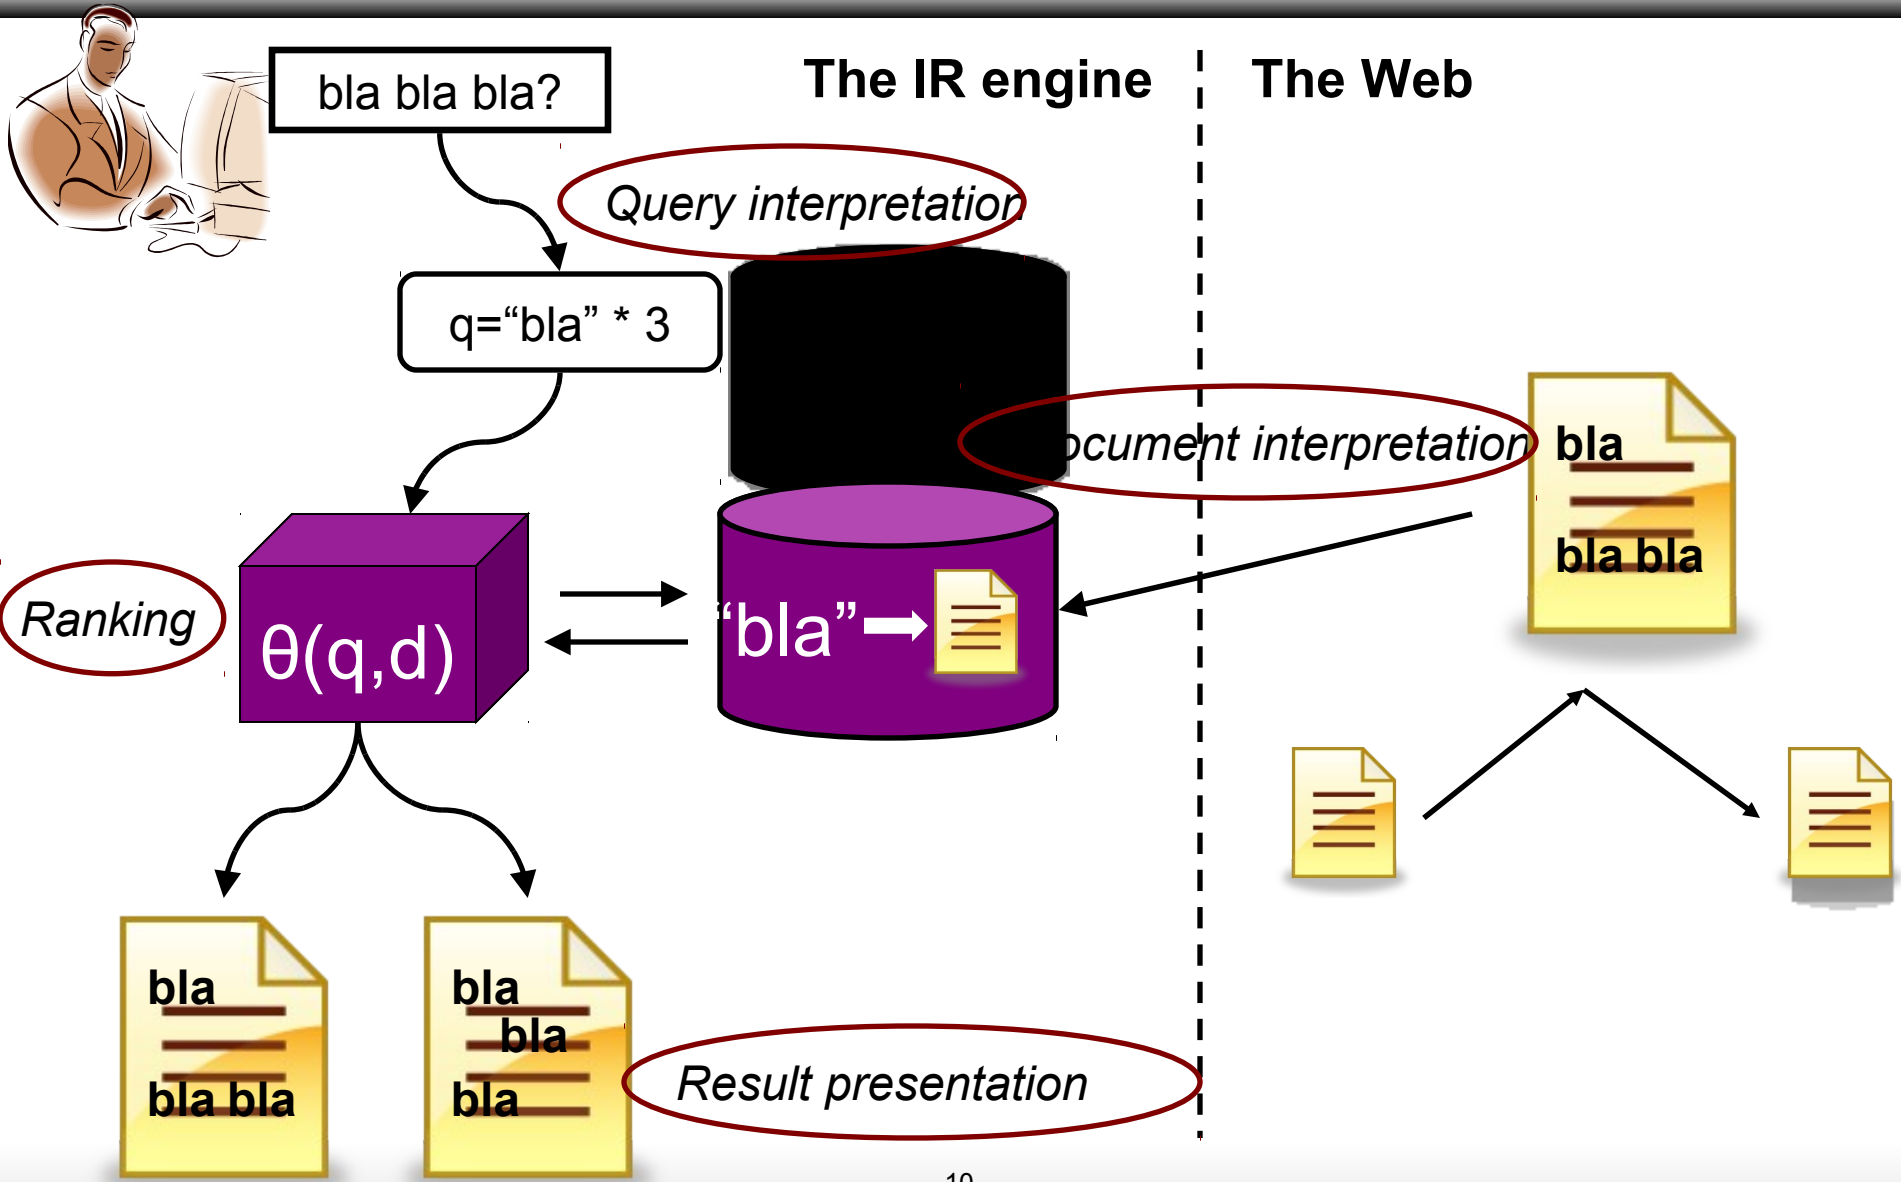 bla bla bla?
The IR engine
The Web
Query interpretation
q=“bla” * 3
ocument interpretation
bla
bla bla
Ranking
θ(q,d)
“bla”
bla
bla bla
bla
bla
bla
Result presentation
10